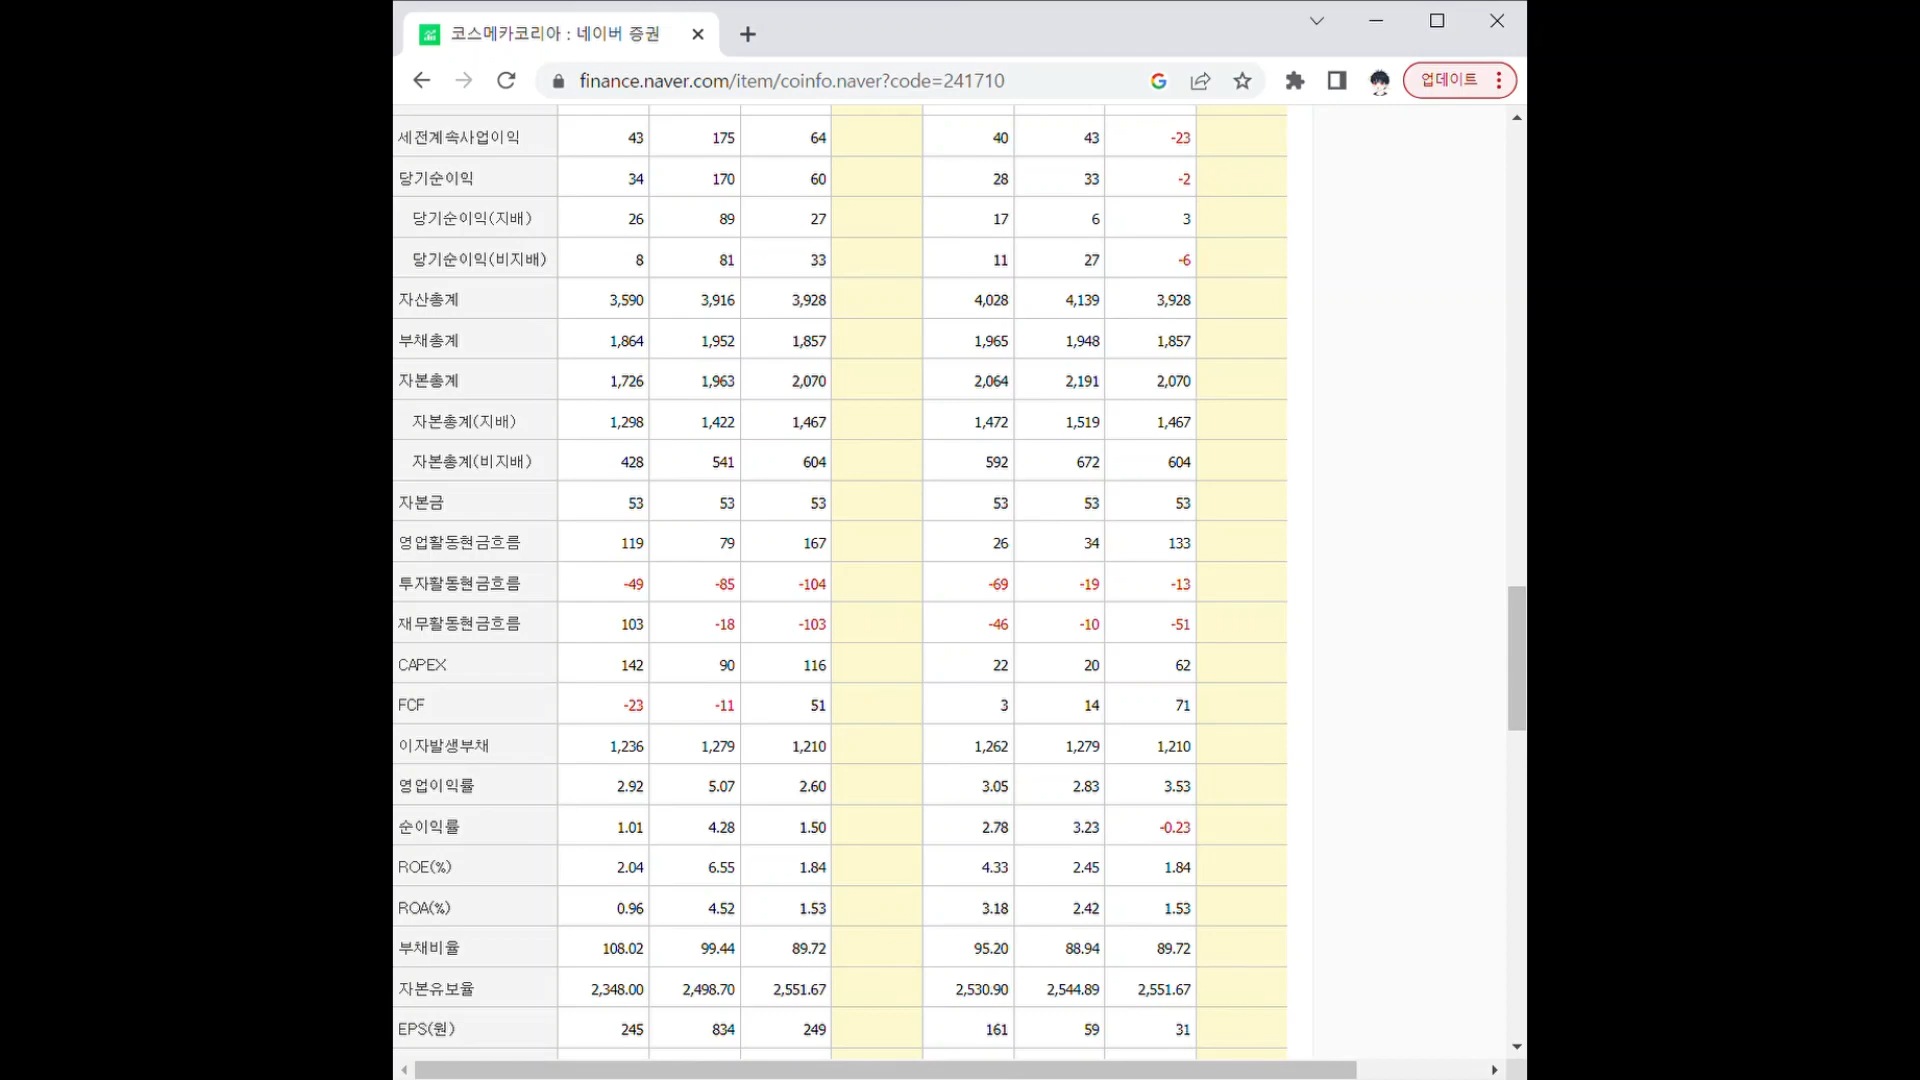 코스메카코리아 : 네이버 증권
finance.naver.com/item/coinfo.naver?code=241710
업데이트
세전계속사업이익 43 175 64 40 43 -23
당기순이익 34 170 60 28 33 -2
당기순이익(지배) 26 89 27 17 6 3
당기순이익(비지배) 8 81 33 11 27 -6
자산총계 3,590 3,916 3,928 4,028 4,139 3,928
부채총계 1,864 1,952 1,857 1,965 1,948 1,857
자본총계 1,726 1,963 2,070 2,064 2,191 2,070
자본총계(지배) 1,298 1,422 1,467 1,472 1,519 1,467
자본총계(비지배) 428 541 604 592 672 604
자본금 53 53 53 53 53 53
영업활동현금흐름 119 79 167 26 34 133
투자활동현금흐름 -49 -85 -104 -69 -19 -13
재무활동현금흐름 103 -18 -103 -46 -10 -51
CAPEX 142 90 116 22 20 62
FCF -23 -11 51 3 14 71
이자발생부채 1,236 1,279 1,210 1,262 1,279 1,210
영업이익률 2.92 5.07 2.60 3.05 2.83 3.53
순이익률 1.01 4.28 1.50 2.78 3.23 -0.23
ROE(%) 2.04 6.55 1.84 4.33 2.45 1.84
ROA(%) 0.96 4.52 1.53 3.18 2.42 1.53
부채비율 108.02 99.44 89.72 95.20 88.94 89.72
자본유보율 2,348.00 2,498.70 2,551.67 2,530.90 2,544.89 2,551.67
EPS(원) 245 834 249 161 59 31